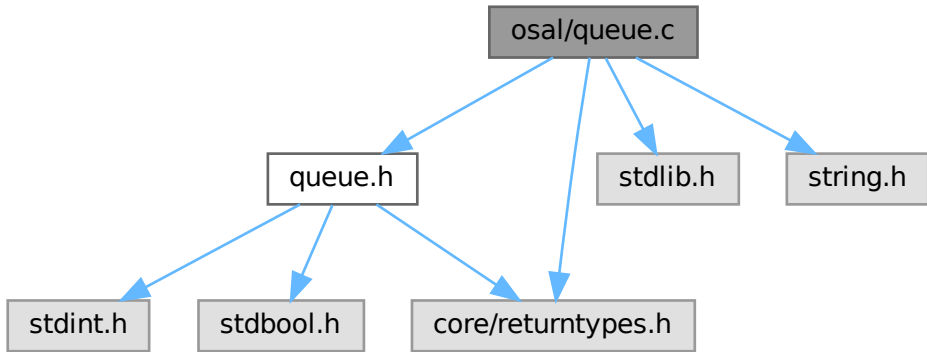 osal/queue.c
queue.h
stdlib.h
string.h
stdint.h
stdbool.h
core/returntypes.h